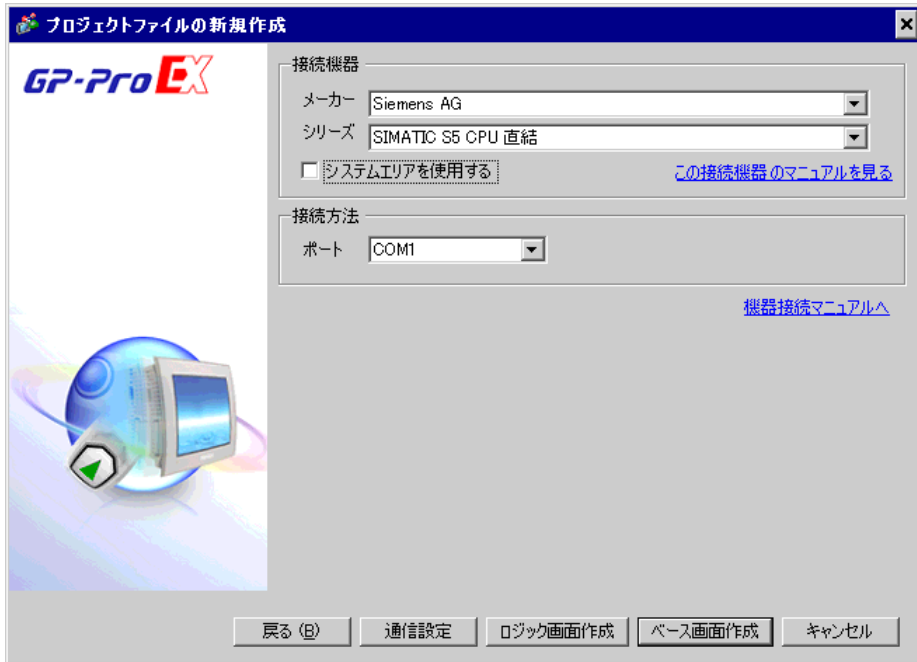 プロジェクトファイルの新規作成
GP-Pro EX
接続機器
メーカー Siemens AG
シリーズ SIMATIC S5 CPU 直結
システムエリアを使用する この接続機器のマニュアルを見る
接続方法
ポート COM1
機器接続マニュアルへ
戻る (B) 通信設定 ロジック画面作成 ベース画面作成 キャンセル